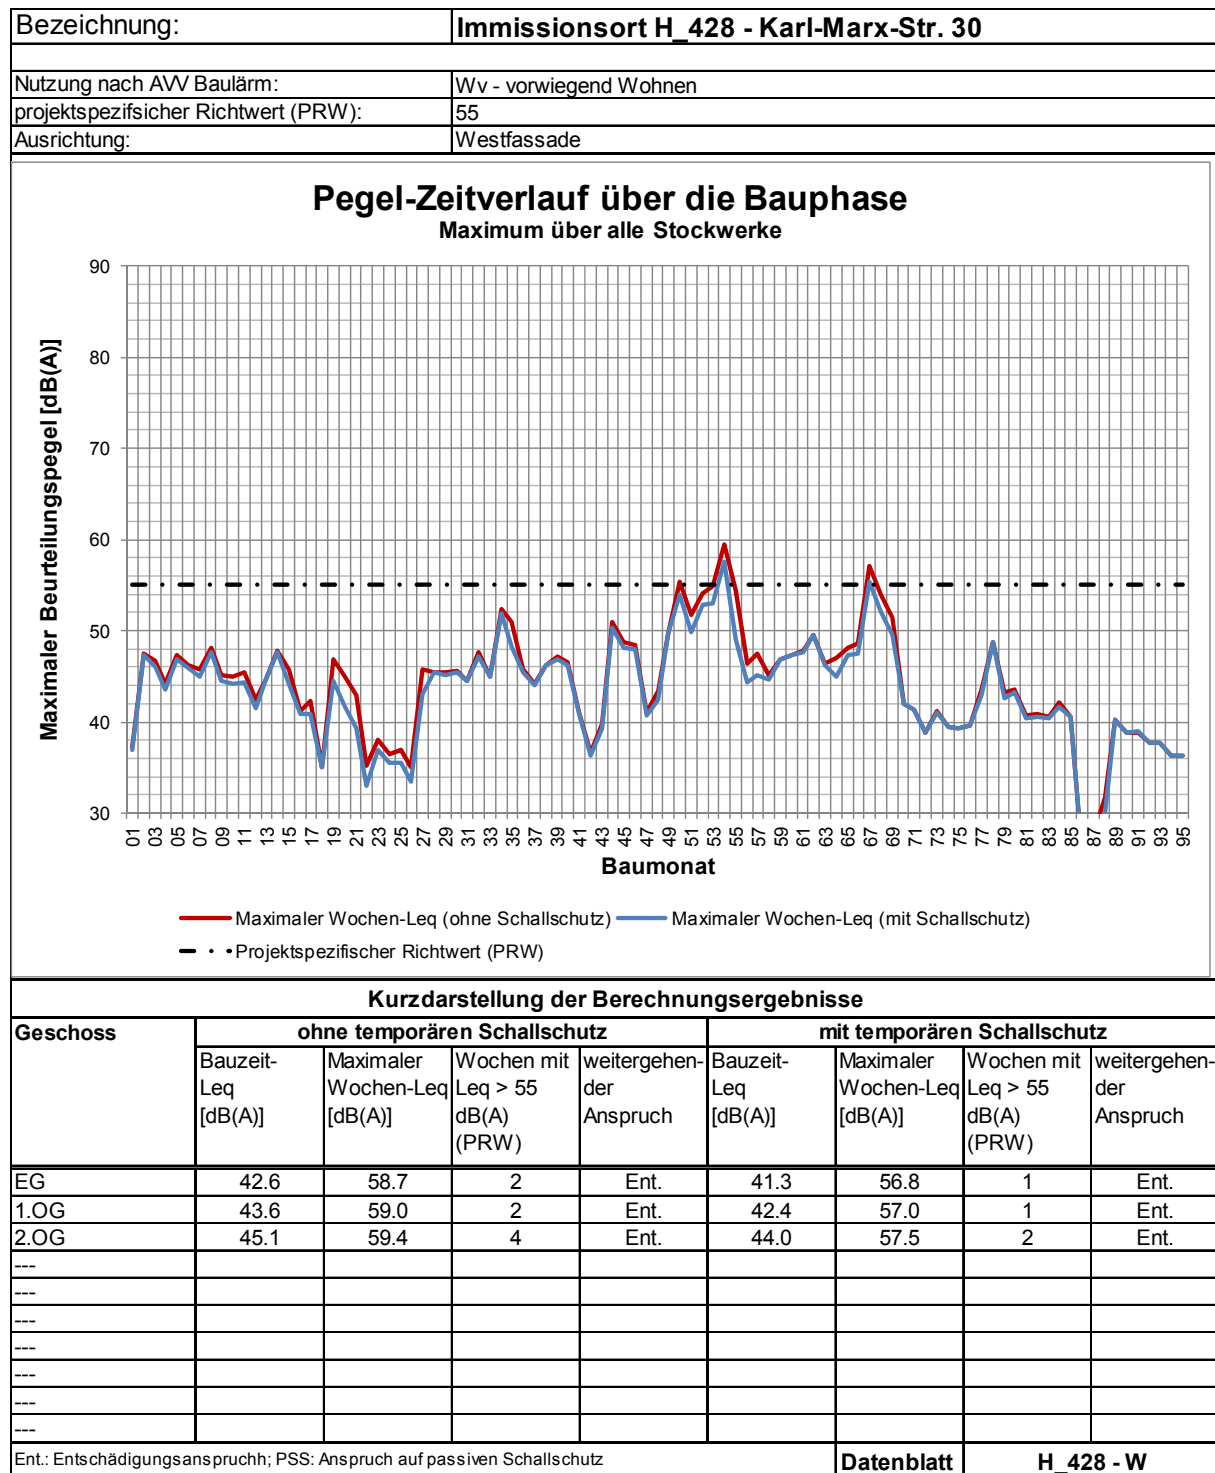 Bezeichnung: Immissionsort H_428 - Karl-Marx-Str. 30
Nutzung nach AVV Baulärm: Wv - vorwiegend Wohnen
projektspezifsicher Richtwert (PRW): 55
Ausrichtung: Westfassade
Pegel-Zeitverlauf über die Bauphase
Maximum über alle Stockwerke
Maximaler Beurteilungspegel [dB(A)]
90
80
70
60
50
40
30
01 03 05 07 09 11 13 15 17 19 21 23 25 27 29 31 33 35 37 39 41 43 45 47 49 51 53 55 57 59 61 63 65 67 69 71 73 75 77 79 81 83 85 87 89 91 93 95
Baumonat
Maximaler Wochen-Leq (ohne Schallschutz) Maximaler Wochen-Leq (mit Schallschutz)
Projektspezifischer Richtwert (PRW)
Kurzdarstellung der Berechnungsergebnisse
Geschoss ohne temporären Schallschutz mit temporären Schallschutz
Bauzeit- Maximaler Wochen mit weitergehen- Bauzeit- Maximaler Wochen mit weitergehen-
Leq Wochen-Leq Leq > 55 der Leq Wochen-Leq Leq > 55 der
[dB(A)] [dB(A)] dB(A) Anspruch [dB(A)] [dB(A)] dB(A) Anspruch
(PRW) (PRW)
EG 42.6 58.7 2 Ent. 41.3 56.8 1 Ent.
1.OG 43.6 59.0 2 Ent. 42.4 57.0 1 Ent.
2.OG 45.1 59.4 4 Ent. 44.0 57.5 2 Ent.
---
---
---
---
---
---
---
Ent.: Entschädigungsanspruchh; PSS: Anspruch auf passiven Schallschutz Datenblatt H_428 - W